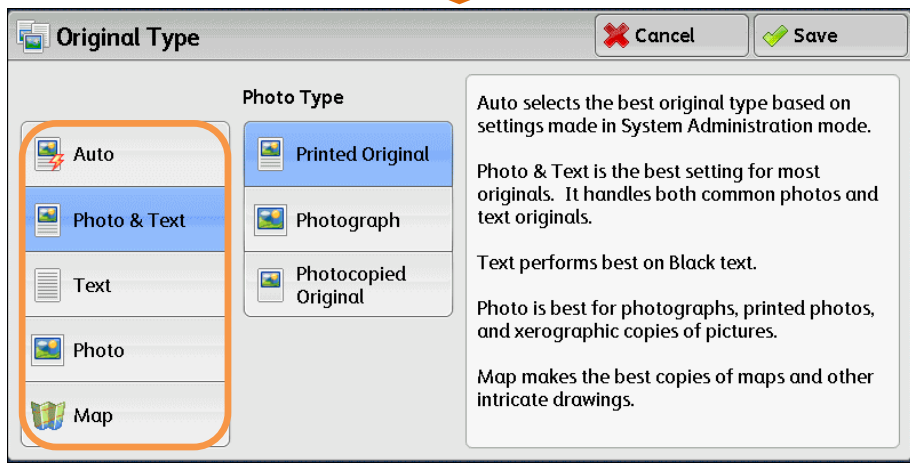 Original Type
Cancel
Save
Auto
Photo & Text
Text
Photo
Map
Photo Type
Printed Original
Photograph
Photocopied
Original
Auto selects the best original type based on
settings made in System Administration mode.
Photo & Text is the best setting for most
originals. It handles both common photos and
text originals.
Text performs best on Black text.
Photo is best for photographs, printed photos,
and xerographic copies of pictures.
Map makes the best copies of maps and other
intricate drawings.